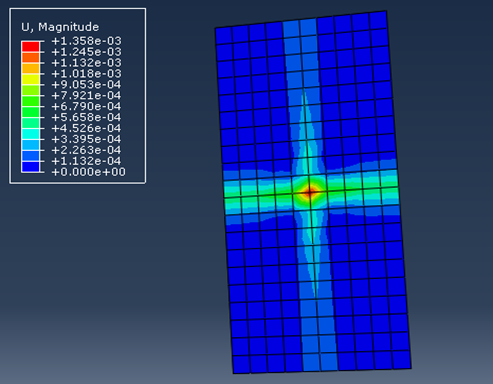 U, Magnitude
+1.358e-03
+1.245e-03
+1.132e-03
+1.018e-03
+9.053e-04
+7.921e-04
+6.790e-04
+5.658e-04
+4.526e-04
+3.395e-04
+2.263e-04
+1.132e-04
+0.000e+00